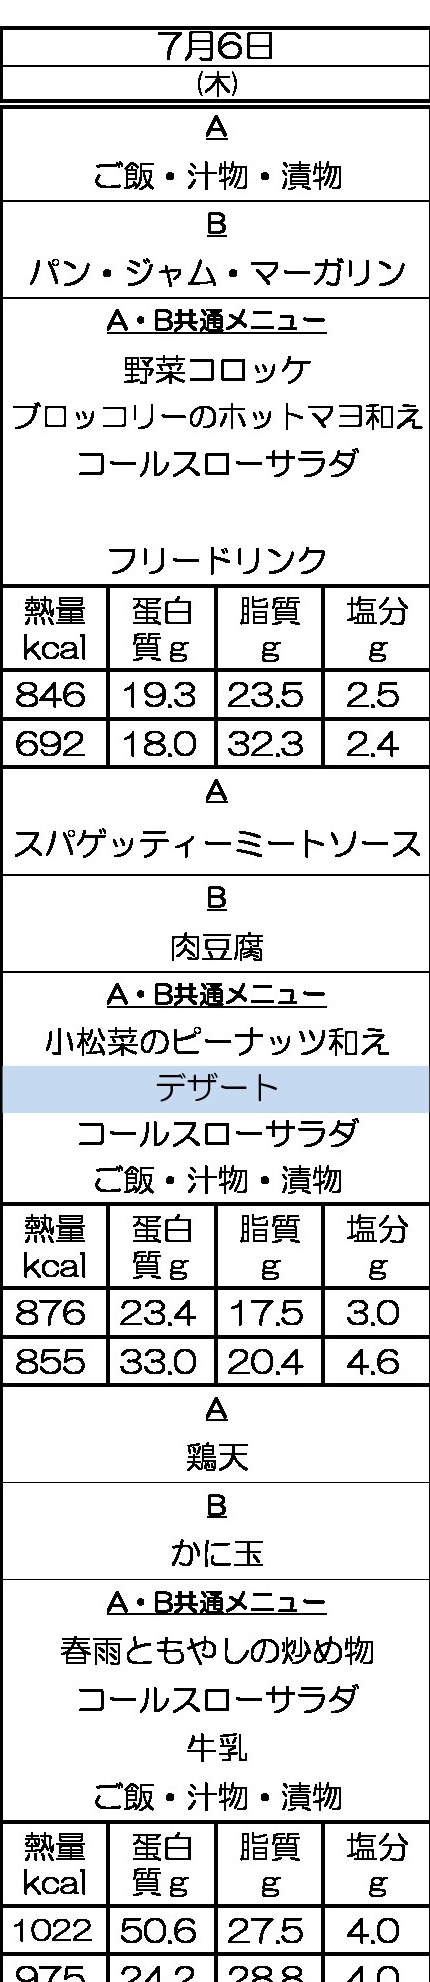 7月6日
(木)
A
ご飯・汁物・漬物
B
パン・ジャム・マーガリン
A・B共通メニュー
野菜コロッケ
ブロッコリーのホットマヨ和え
コールスローサラダ
フリードリンク
熱量 蛋白 脂質 塩分
kcal 質g g g
846 19.3 23.5 2.5
692 18.0 32.3 2.4
A
スパゲッティーミートソース
B
肉豆腐
A・B共通メニュー
小松菜のピーナッツ和え
デザート
コールスローサラダ
ご飯・汁物・漬物
熱量 蛋白 脂質 塩分
kcal 質g g g
876 23.4 17.5 3.0
855 33.0 20.4 4.6
A
鶏天
B
かに玉
A・B共通メニュー
春雨ともやしの炒め物
コールスローサラダ
牛乳
ご飯・汁物・漬物
熱量 蛋白 脂質 塩分
kcal 質g g g
1022 50.6 27.5 4.0
975 24.2 28.8 4.0